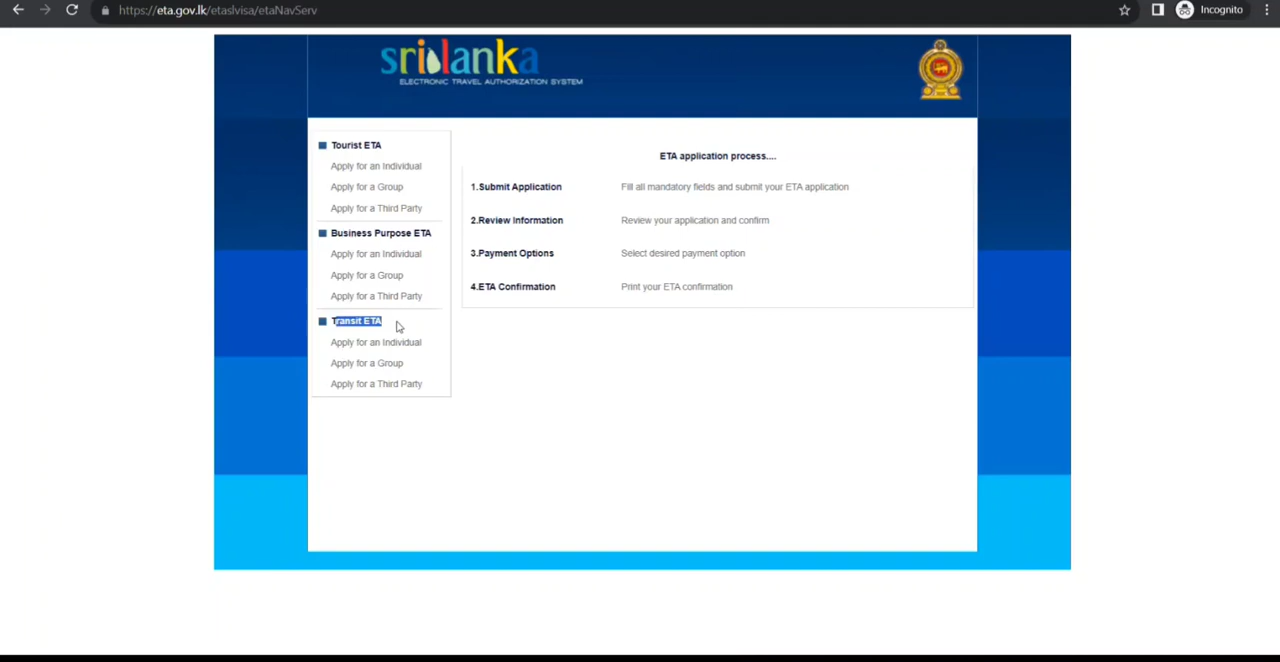 https://eta.gov.lk/etaslvisa/etaNavServ
Incognito
srilanka
ELECTRONIC TRAVEL AUTHORIZATION SYSTEM
Tourist ETA
Apply for an Individual
Apply for a Group
Apply for a Third Party
Business Purpose ETA
Apply for an Individual
Apply for a Group
Apply for a Third Party
Transit ETA
Apply for an Individual
Apply for a Group
Apply for a Third Party
ETA application process....
1.Submit Application Fill all mandatory fields and submit your ETA application
2.Review Information Review your application and confirm
3.Payment Options Select desired payment option
4.ETA Confirmation Print your ETA confirmation